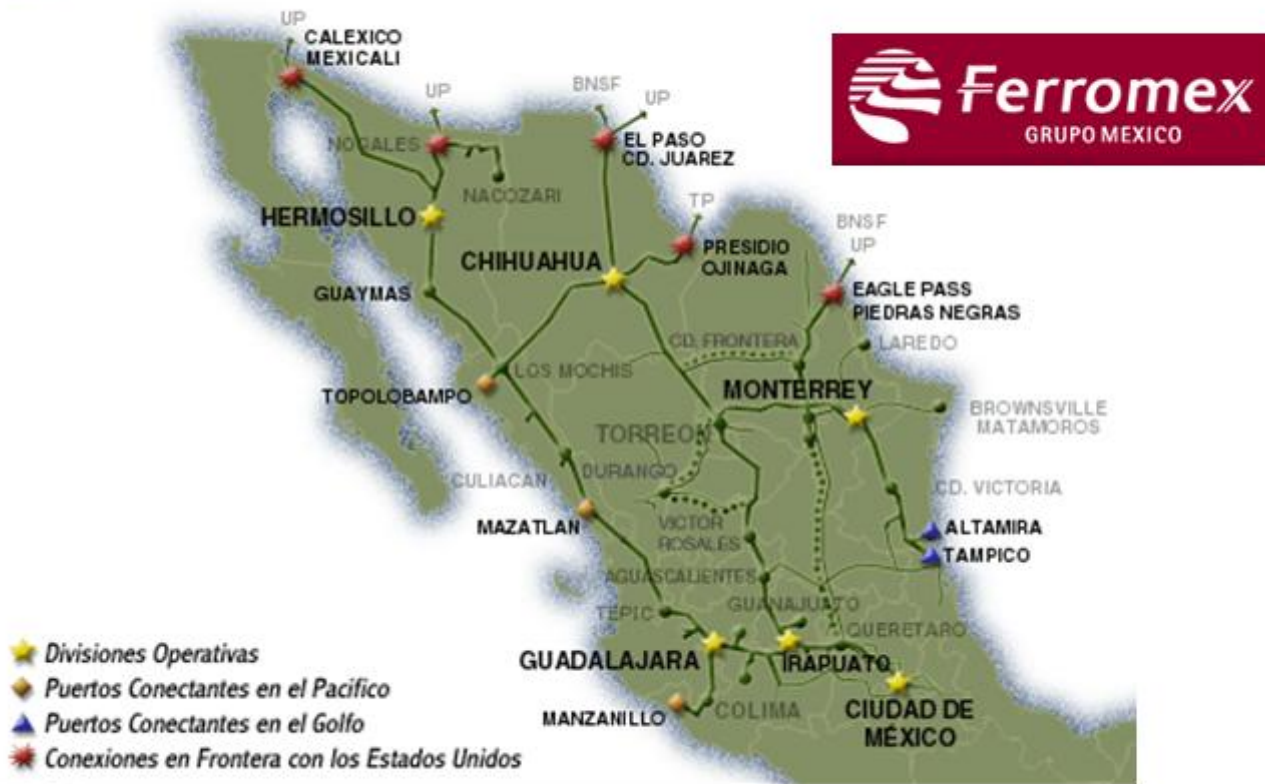 UP
CALEXICO
MEXICALI
Ferromex
GRUPO MEXICO
BNSF
UP
UP
NOGALES
EL PASO
CD. JUAREZ
NACOZARI
TP
HERMOSILLO
BNSF
UP
CHIHUAHUA
PRESIDIO
OJINAGA
GUAYMAS
EAGLE PASS
PIEDRAS NEGRAS
CD. FRONTERA
LAREDO
LOS MOCHIS
TOPOLOBAMPO
MONTERREY
BROWNSVILLE
MATAMOROS
TORREON
CULIACAN
DURANGO
CD. VICTORIA
MAZATLAN
VICTOR
ROSALES
ALTAMIRA
TAMPICO
AGUASCALIENTES
GUANAJUATO
TEPIC
QUERETARO
GUADALAJARA
IRAPUATO
MANZANILLO
COLIMA
CIUDAD DE
MÉXICO
Divisiones Operativas
Puertos Conectantes en el Pacifico
Puertos Conectantes en el Golfo
Conexiones en Frontera con los Estados Unidos